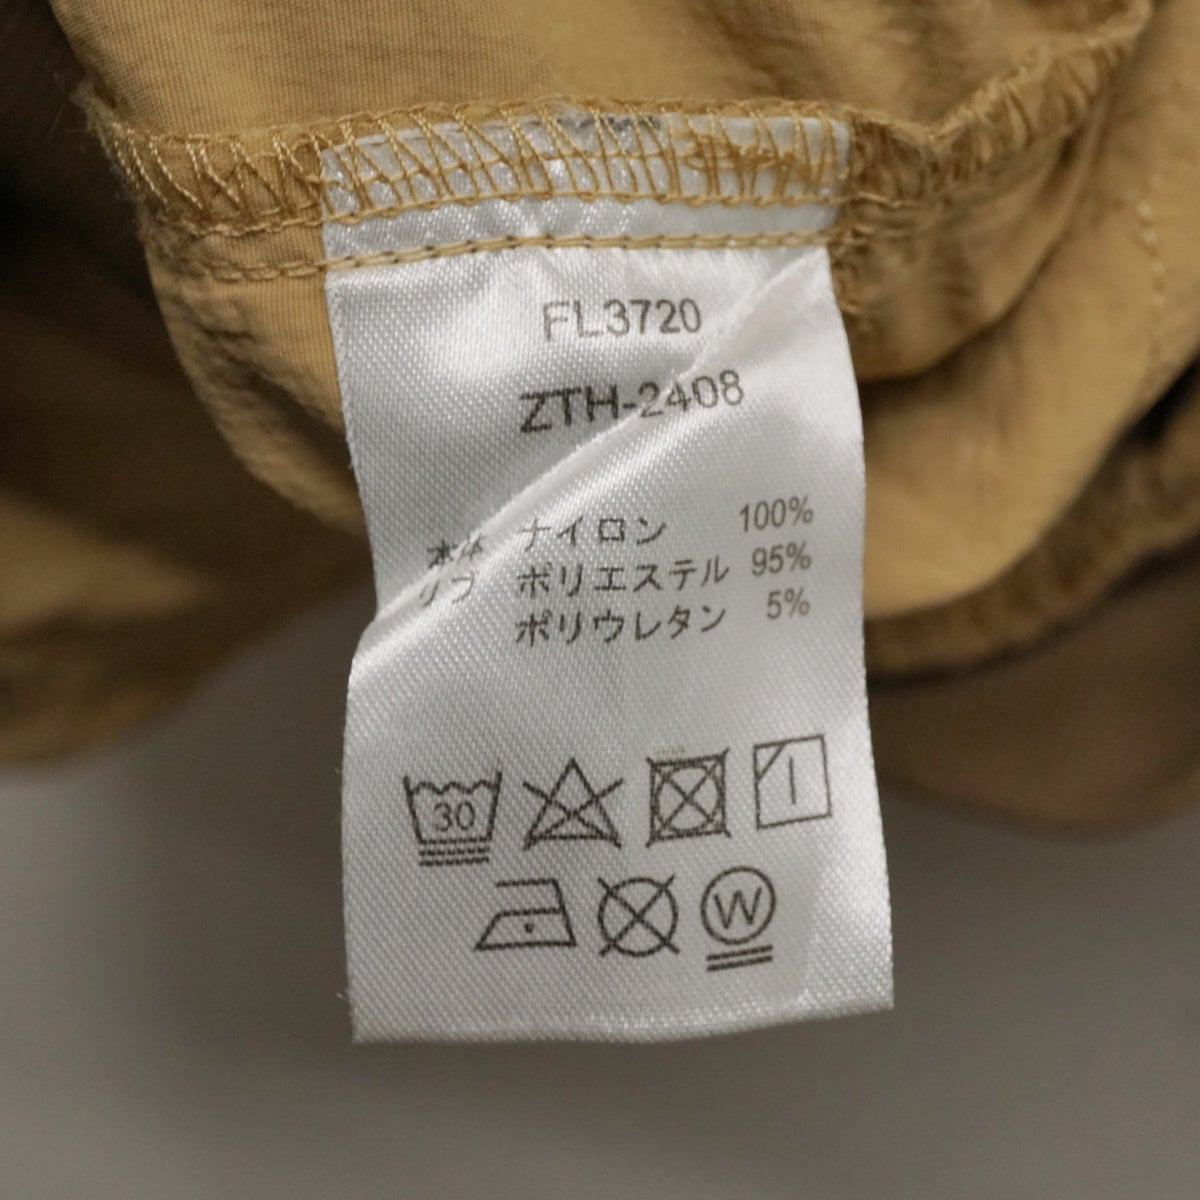 FL3720
ZTH-2408
本体 ナイロン 100%
リブ ポリエステル 95%
ポリウレタン 5%
30
W